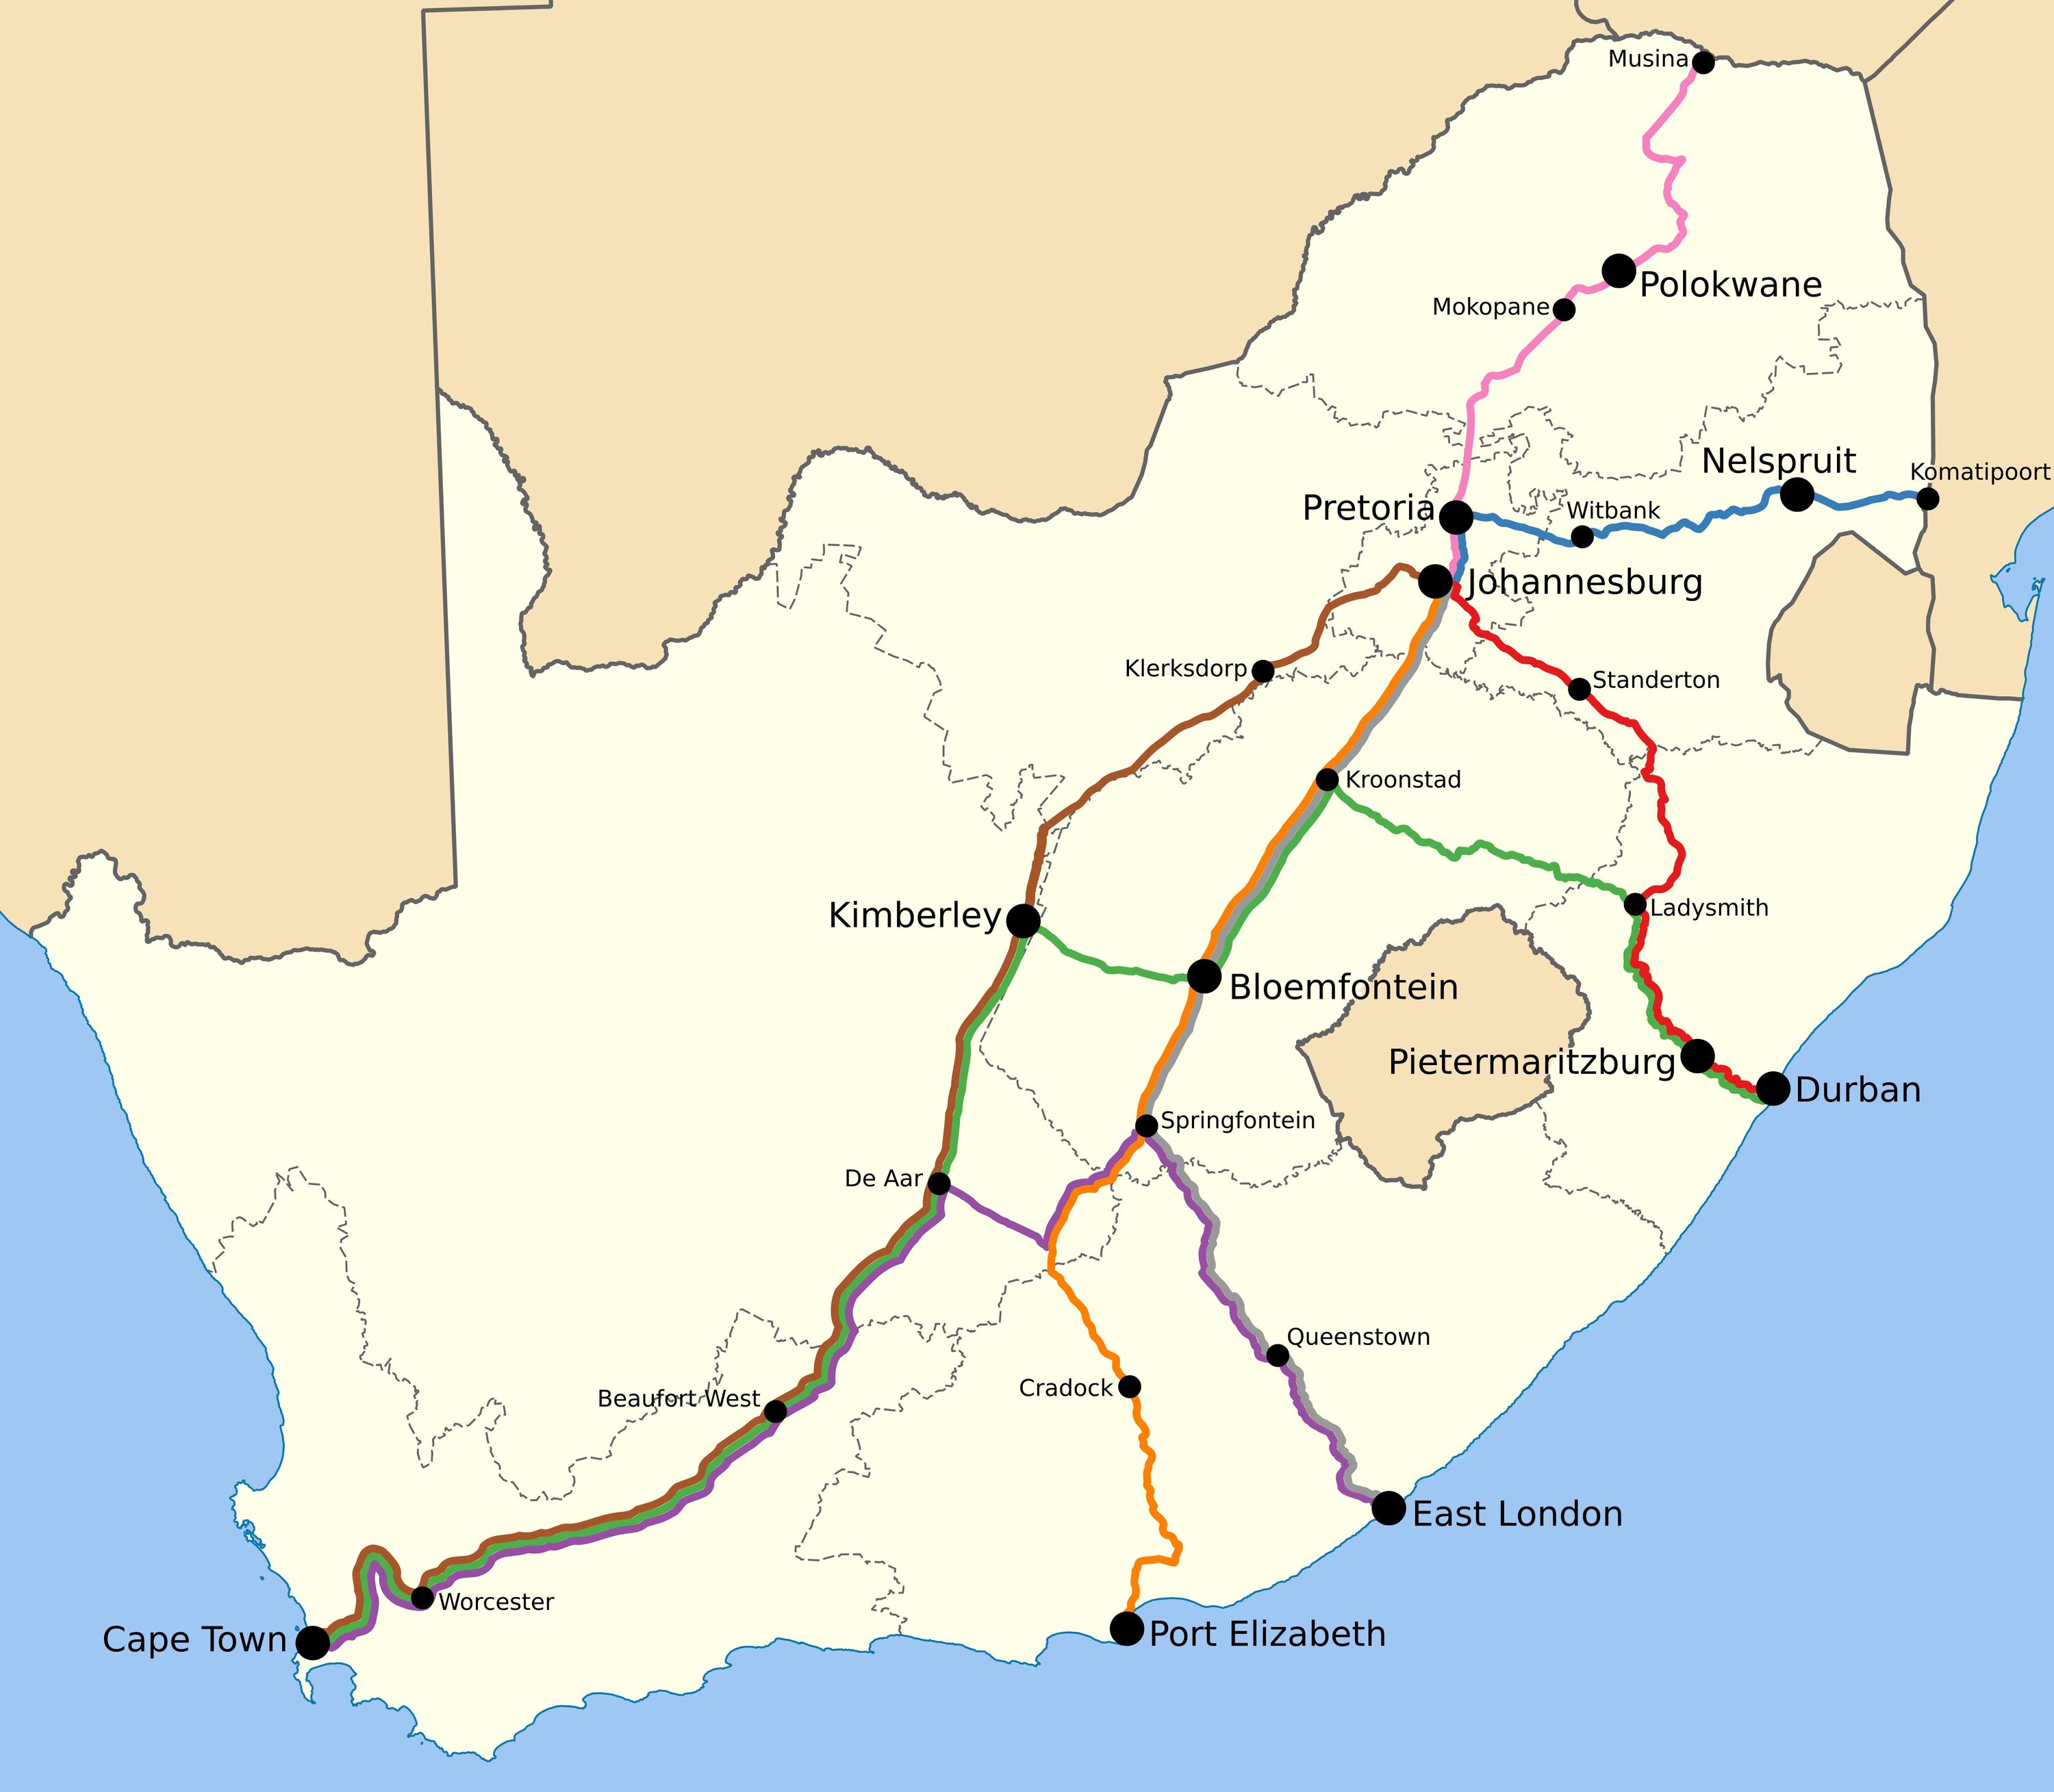 Musina
Polokwane
Mokopane
Nelspruit
Komatipoort
Pretoria
Witbank
Johannesburg
Klerksdorp
Standerton
Kroonstad
Kimberley
Ladysmith
Bloemfontein
Pietermaritzburg
Durban
Springfontein
De Aar
Queenstown
Cradock
Beaufort West
East London
Worcester
Cape Town
Port Elizabeth